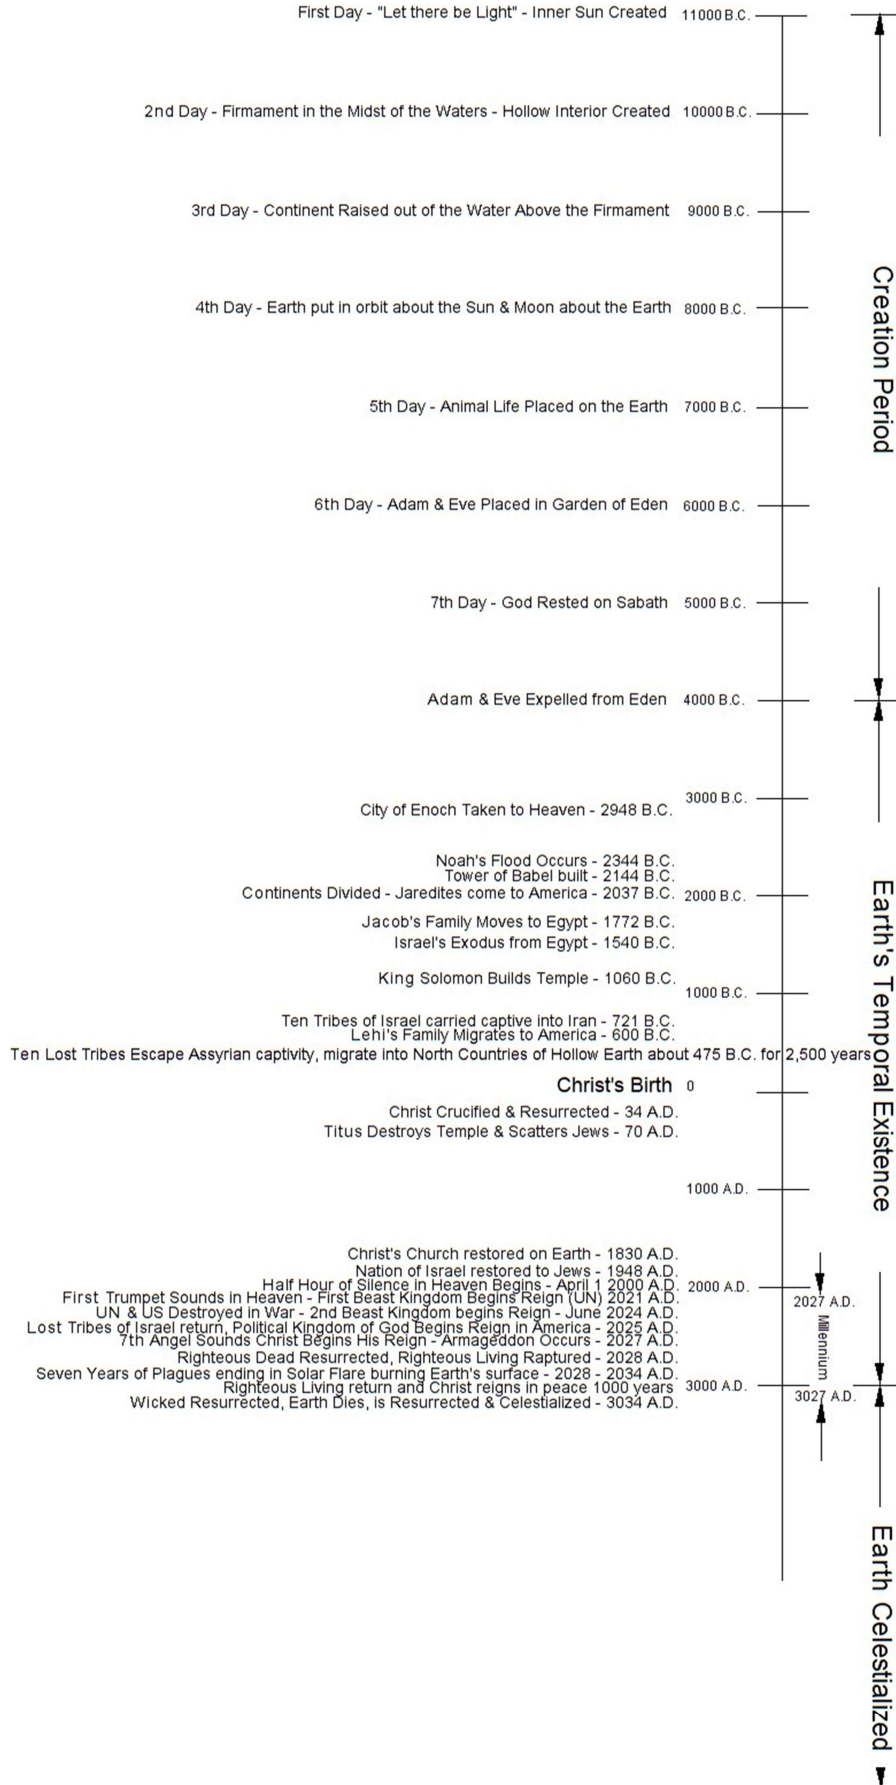 First Day - "Let there be Light" - Inner Sun Created 11000 B.C.
2nd Day - Firmament in the Midst of the Waters - Hollow Interior Created 10000 B.C.
3rd Day - Continent Raised out of the Water Above the Firmament 9000 B.C.
4th Day - Earth put in orbit about the Sun & Moon about the Earth 8000 B.C.
5th Day - Animal Life Placed on the Earth 7000 B.C.
6th Day - Adam & Eve Placed in Garden of Eden 6000 B.C.
7th Day - God Rested on Sabath 5000 B.C.
Adam & Eve Expelled from Eden 4000 B.C.
3000 B.C.
City of Enoch Taken to Heaven - 2948 B.C.
Noah's Flood Occurs - 2344 B.C.
Tower of Babel built - 2144 B.C.
Continents Divided - Jaredites come to America - 2037 B.C. 2000 B.C.
Jacob's Family Moves to Egypt - 1772 B.C.
Israel's Exodus from Egypt - 1540 B.C.
King Solomon Builds Temple - 1060 B.C.
1000 B.C.
Ten Tribes of Israel carried captive into Iran - 721 B.C.
Lehi's Family Migrates to America - 600 B.C.
Ten Lost Tribes Escape Assyrian captivity, migrate into North Countries of Hollow Earth about 475 B.C. for 2,500 years
Christ's Birth 0
Christ Crucified & Resurrected - 34 A.D.
Titus Destroys Temple & Scatters Jews - 70 A.D.
1000 A.D.
Christ's Church restored on Earth - 1830 A.D.
Nation of Israel restored to Jews - 1948 A.D.
Half Hour of Silence in Heaven Begins - April 1 2000 A.D. 2000 A.D.
First Trumpet Sounds in Heaven - First Beast Kingdom Begins Reign (UN) 2021 A.D.
UN & US Destroyed in War - 2nd Beast Kingdom begins Reign - June 2024 A.D.
Lost Tribes of Israel return, Political Kingdom of God Begins Reign in America - 2025 A.D.
7th Angel Sounds Christ Begins His Reign - Armageddon Occurs - 2027 A.D.
Righteous Dead Resurrected, Righteous Living Raptured - 2028 A.D.
Seven Years of Plagues ending in Solar Flare burning Earth's surface - 2028 - 2034 A.D.
Righteous Living return and Christ reigns in peace 1000 years 3000 A.D.
Wicked Resurrected, Earth Dies, is Resurrected & Celestialized - 3034 A.D.
2027 A.D.
Millennium
3027 A.D.
Creation Period
Earth's Temporal Existence
Earth Celestialized